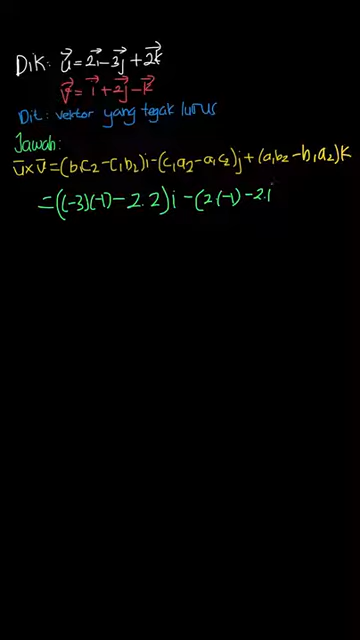 Dik: u⃗ = 2i⃗ - 3j⃗ + 2k⃗
v⃗ = i⃗ + 2j⃗ - k⃗
Dit: vektor yang tegak lurus
Jawab:
u̅ x v̅ = (b₁c₂ - c₁b₂)i - (c₁a₂ - a₁c₂)j + (a₁b₂ - b₁a₂)k
= ((-3)(-1) - 2.2)i - (2.(-1) - 2.i